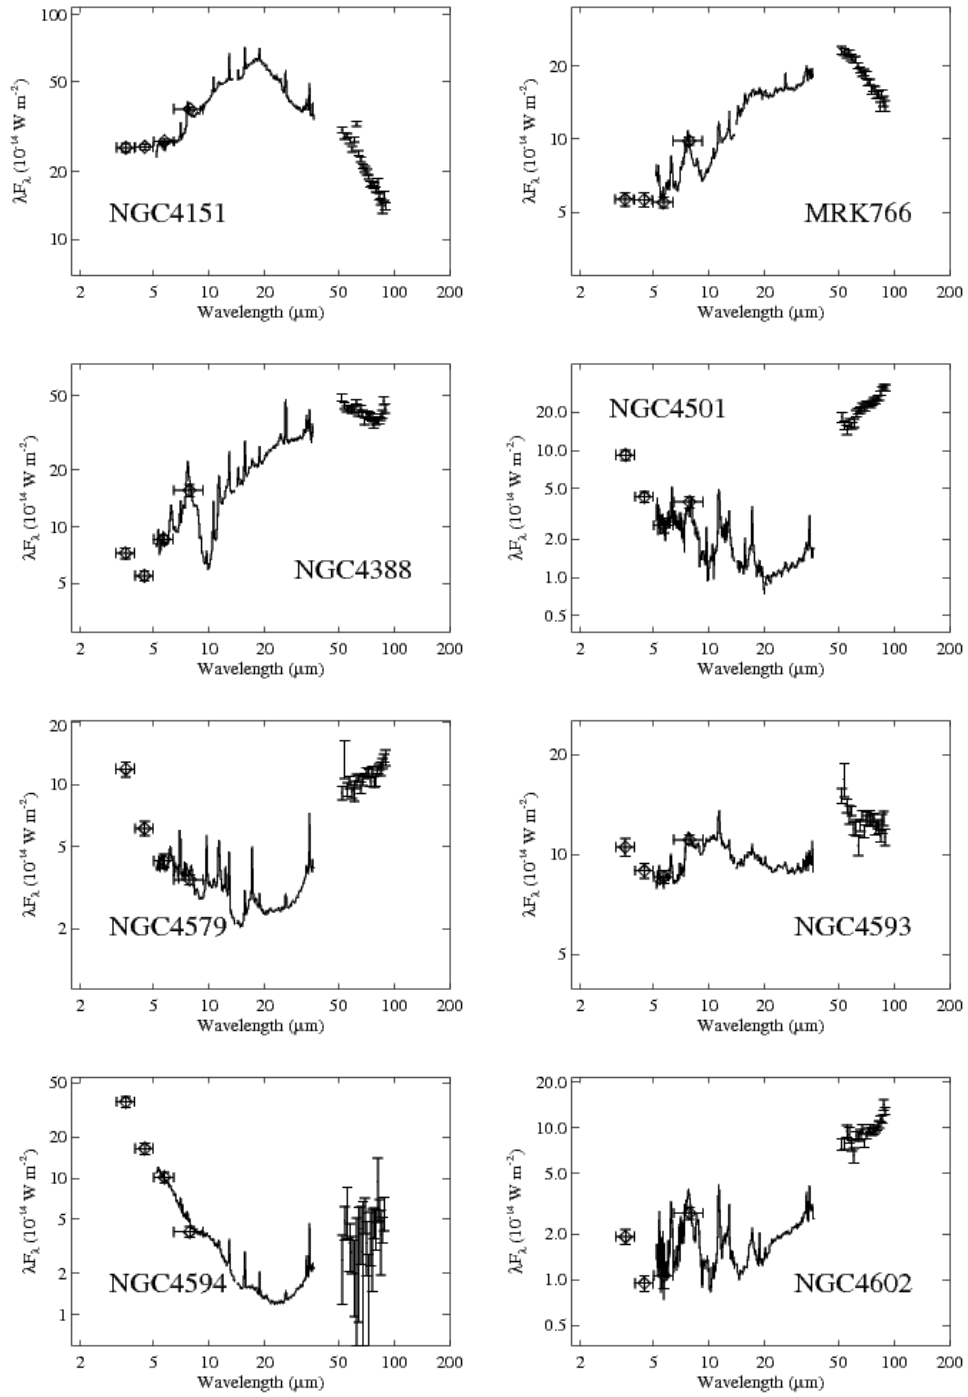 100
50
20
10
λFλ (10⁻¹⁴ W m⁻²)
NGC4151
2 5 10 20 50 100 200
Wavelength (μm)
20
10
5
λFλ (10⁻¹⁴ W m⁻²)
MRK766
2 5 10 20 50 100 200
Wavelength (μm)
50
20
10
5
λFλ (10⁻¹⁴ W m⁻²)
NGC4388
2 5 10 20 50 100 200
Wavelength (μm)
20.0
10.0
5.0
2.0
1.0
0.5
λFλ (10⁻¹⁴ W m⁻²)
NGC4501
2 5 10 20 50 100 200
Wavelength (μm)
20
10
5
2
λFλ (10⁻¹⁴ W m⁻²)
NGC4579
2 5 10 20 50 100 200
Wavelength (μm)
20
10
5
λFλ (10⁻¹⁴ W m⁻²)
NGC4593
2 5 10 20 50 100 200
Wavelength (μm)
50
20
10
5
2
1
λFλ (10⁻¹⁴ W m⁻²)
NGC4594
2 5 10 20 50 100 200
Wavelength (μm)
20.0
10.0
5.0
2.0
1.0
0.5
λFλ (10⁻¹⁴ W m⁻²)
NGC4602
2 5 10 20 50 100 200
Wavelength (μm)